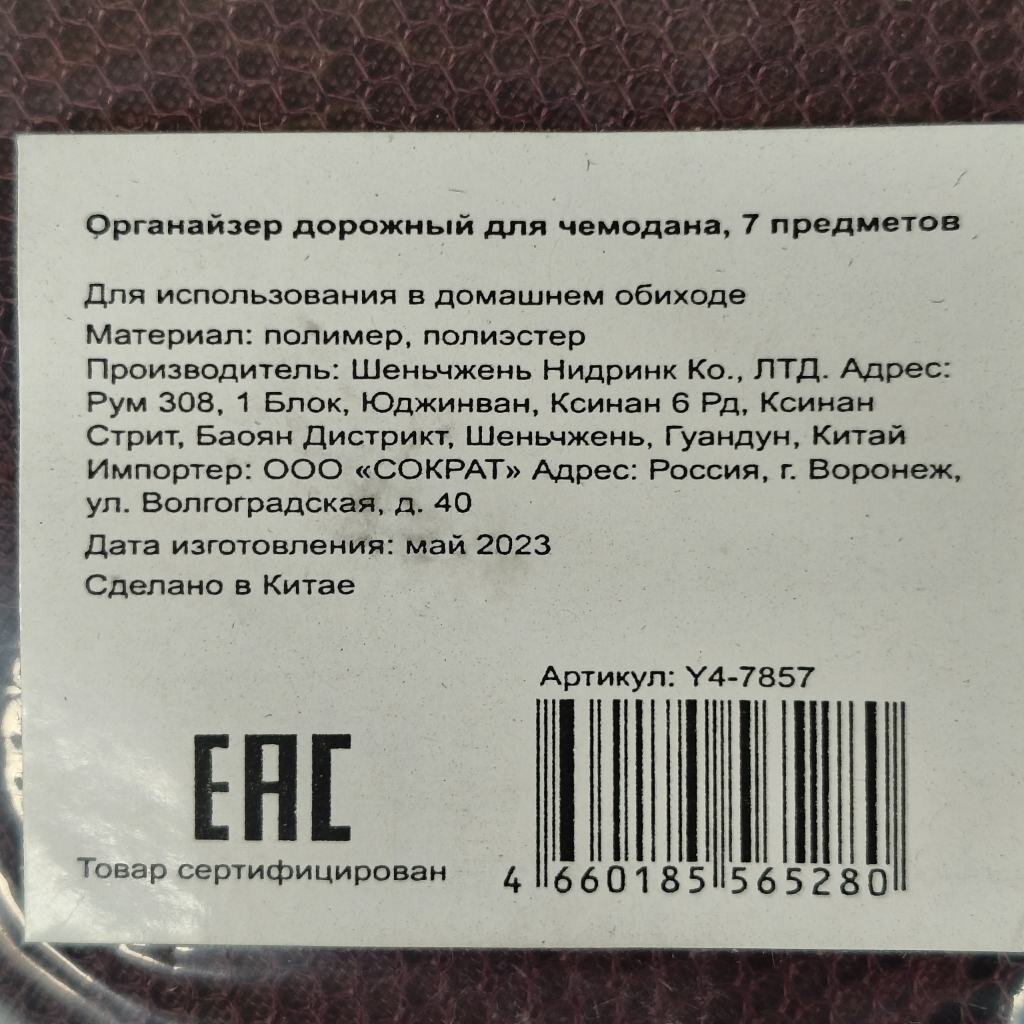 Органайзер дорожный для чемодана, 7 предметов
Для использования в домашнем обиходе
Материал: полимер, полиэстер
Производитель: Шеньчжень Нидринк Ко., ЛТД. Адрес:
Рум 308, 1 Блок, Юджинван, Ксинан 6 Рд, Ксинан
Стрит, Баоян Дистрикт, Шеньчжень, Гуандун, Китай
Импортер: ООО «СОКРАТ» Адрес: Россия, г. Воронеж,
ул. Волгоградская, д. 40
Дата изготовления: май 2023
Сделано в Китае
Артикул: Y4-7857
EAC
Товар сертифицирован
4 660185 565280